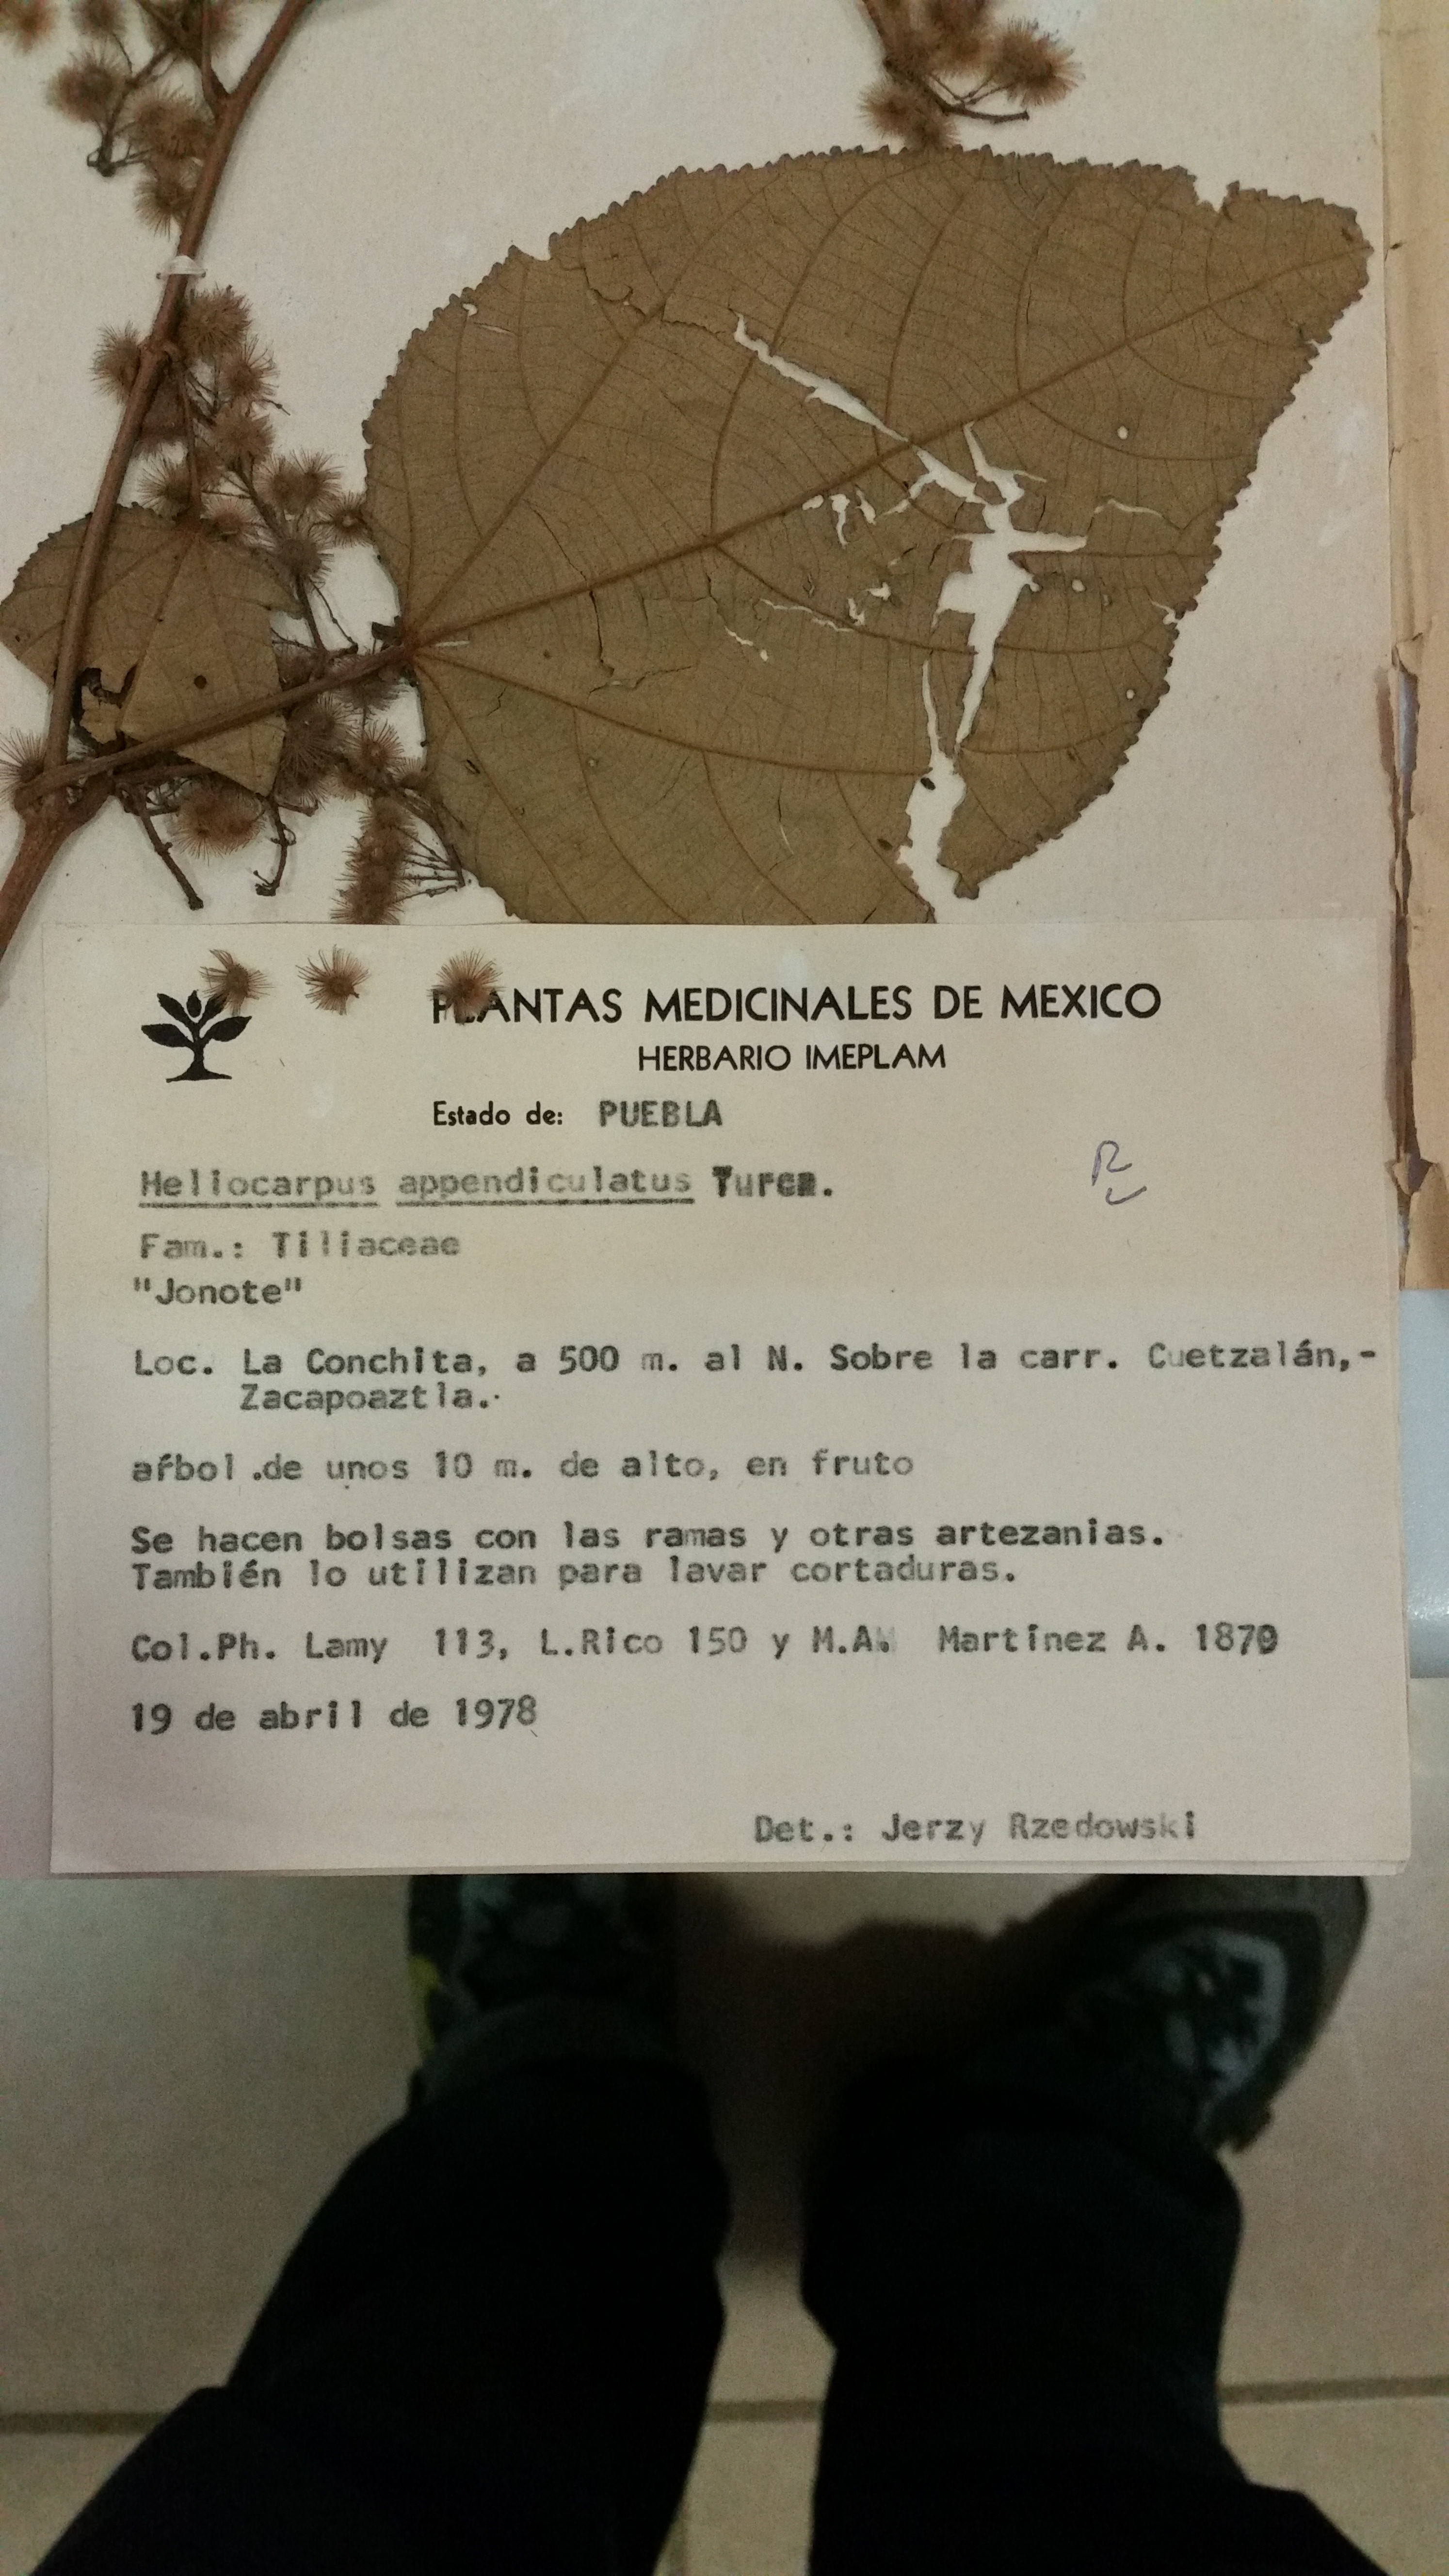 PLANTAS MEDICINALES DE MEXICO
HERBARIO IMEPLAM
Estado de: PUEBLA
Heliocarpus appendiculatus Turcz.
Fam.: Tiliaceae
"Jonote"
Loc. La Conchita, a 500 m. al N. Sobre la carr. Cuetzalán,-
Zacapoaztla.
árbol.de unos 10 m. de alto, en fruto
Se hacen bolsas con las ramas y otras artezanias.
También lo utilizan para lavar cortaduras.
Col.Ph. Lamy 113, L.Rico 150 y M.A. Martínez A. 1870
19 de abril de 1978
Det.: Jerzy Rzedowski